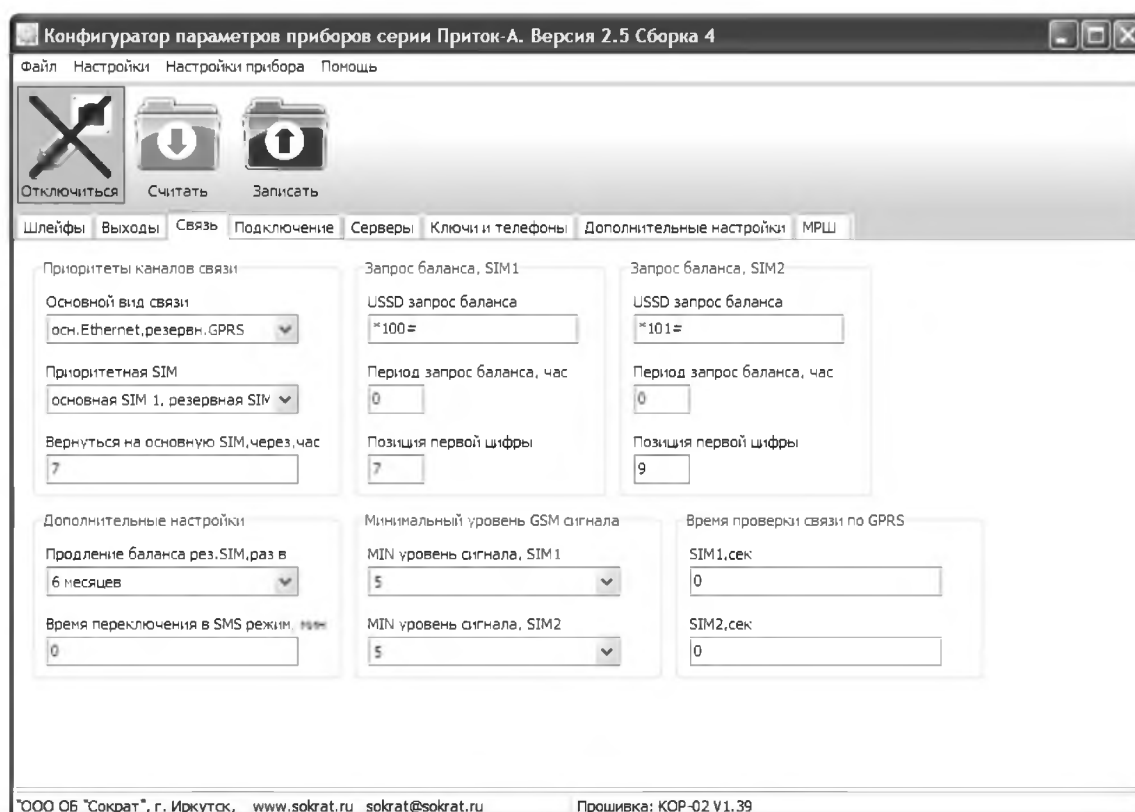 Конфигуратор параметров приборов серии Приток-А. Версия 2.5 Сборка 4
Файл Настройки Настройки прибора Помощь
Отключиться Считать Записать
Шлейфы Выходы Связь Подключение Серверы Ключи и телефоны Дополнительные настройки МРШ
Приоритеты каналов связи
Основной вид связи
осн.Ethernet,резервн.GPRS
Приоритетная SIM
основная SIM 1, резервная SIM
Вернуться на основную SIM,через,час
7
Запрос баланса, SIM1
USSD запрос баланса
*100#
Период запрос баланса, час
0
Позиция первой цифры
7
Запрос баланса, SIM2
USSD запрос баланса
*101#
Период запрос баланса, час
0
Позиция первой цифры
9
Дополнительные настройки
Продление баланса рез.SIM,раз в
6 месяцев
Время переключения в SMS режим, мин
0
Минимальный уровень GSM сигнала
MIN уровень сигнала, SIM1
5
MIN уровень сигнала, SIM2
5
Время проверки связи по GPRS
SIM1,сек
0
SIM2,сек
0
"ООО ОБ "Сократ", г. Иркутск, www.sokrat.ru sokrat@sokrat.ru Прошивка: КОР-02 V1.39